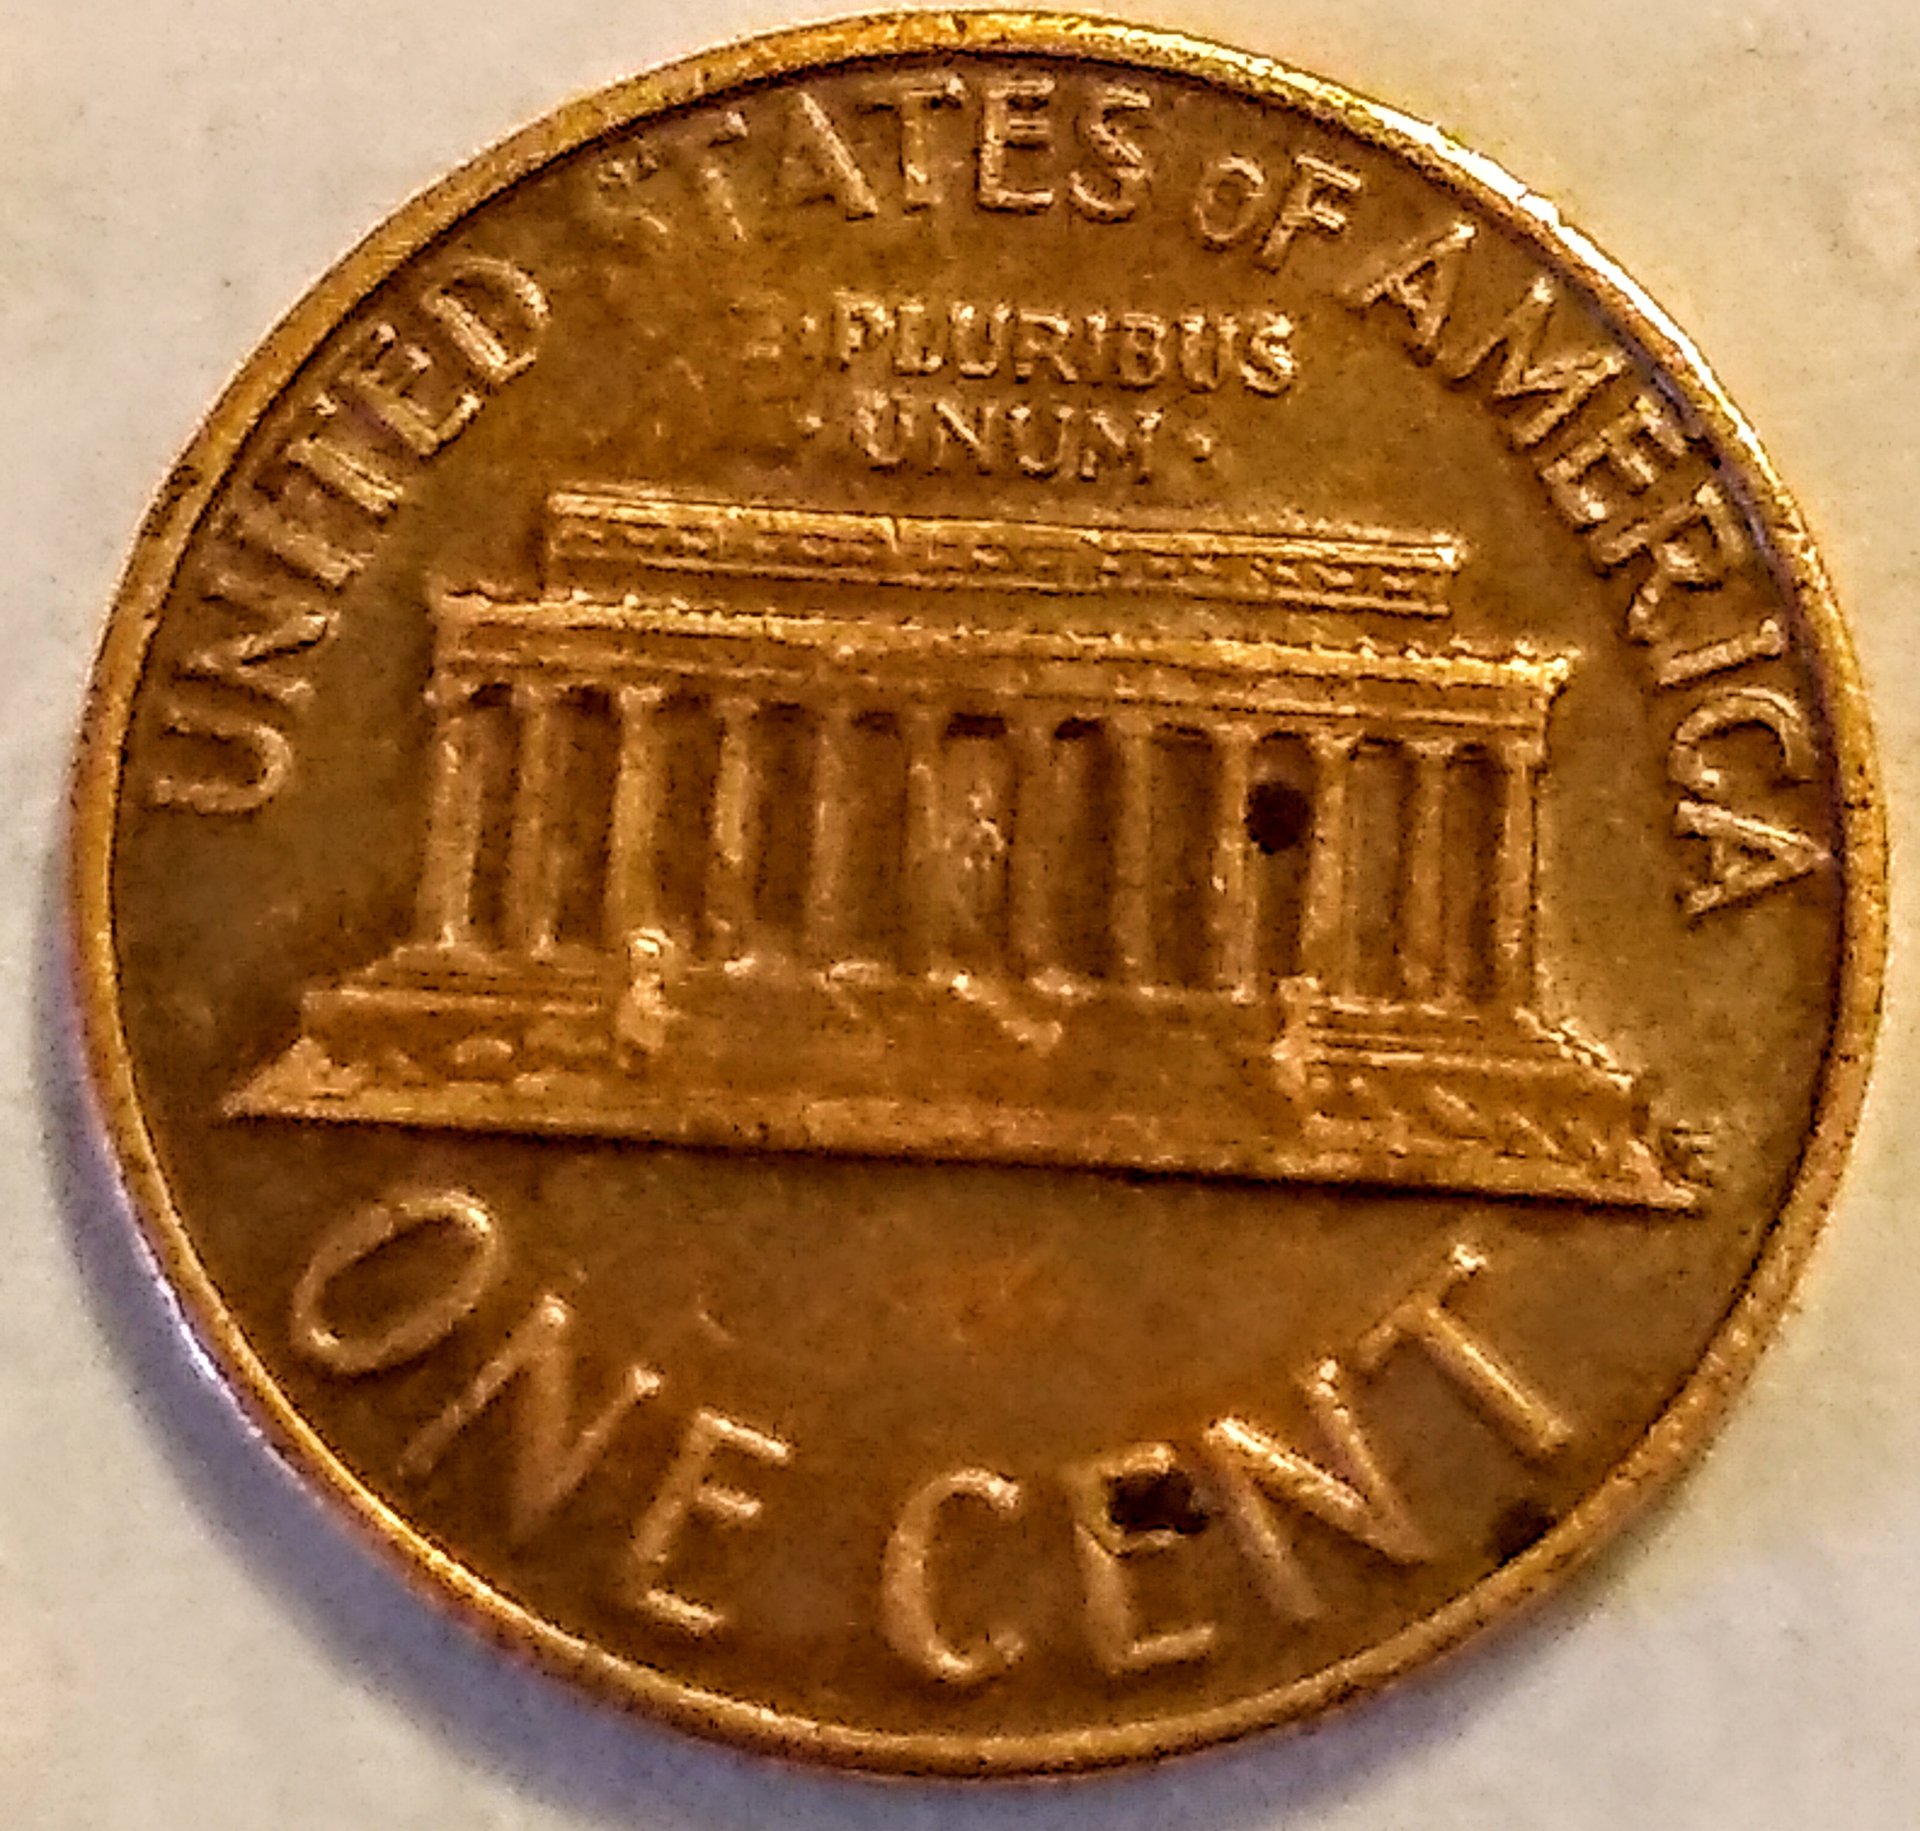 UNITED STATES OF AMERICA
PLURIBUS
· UNUM ·
ONE CENT